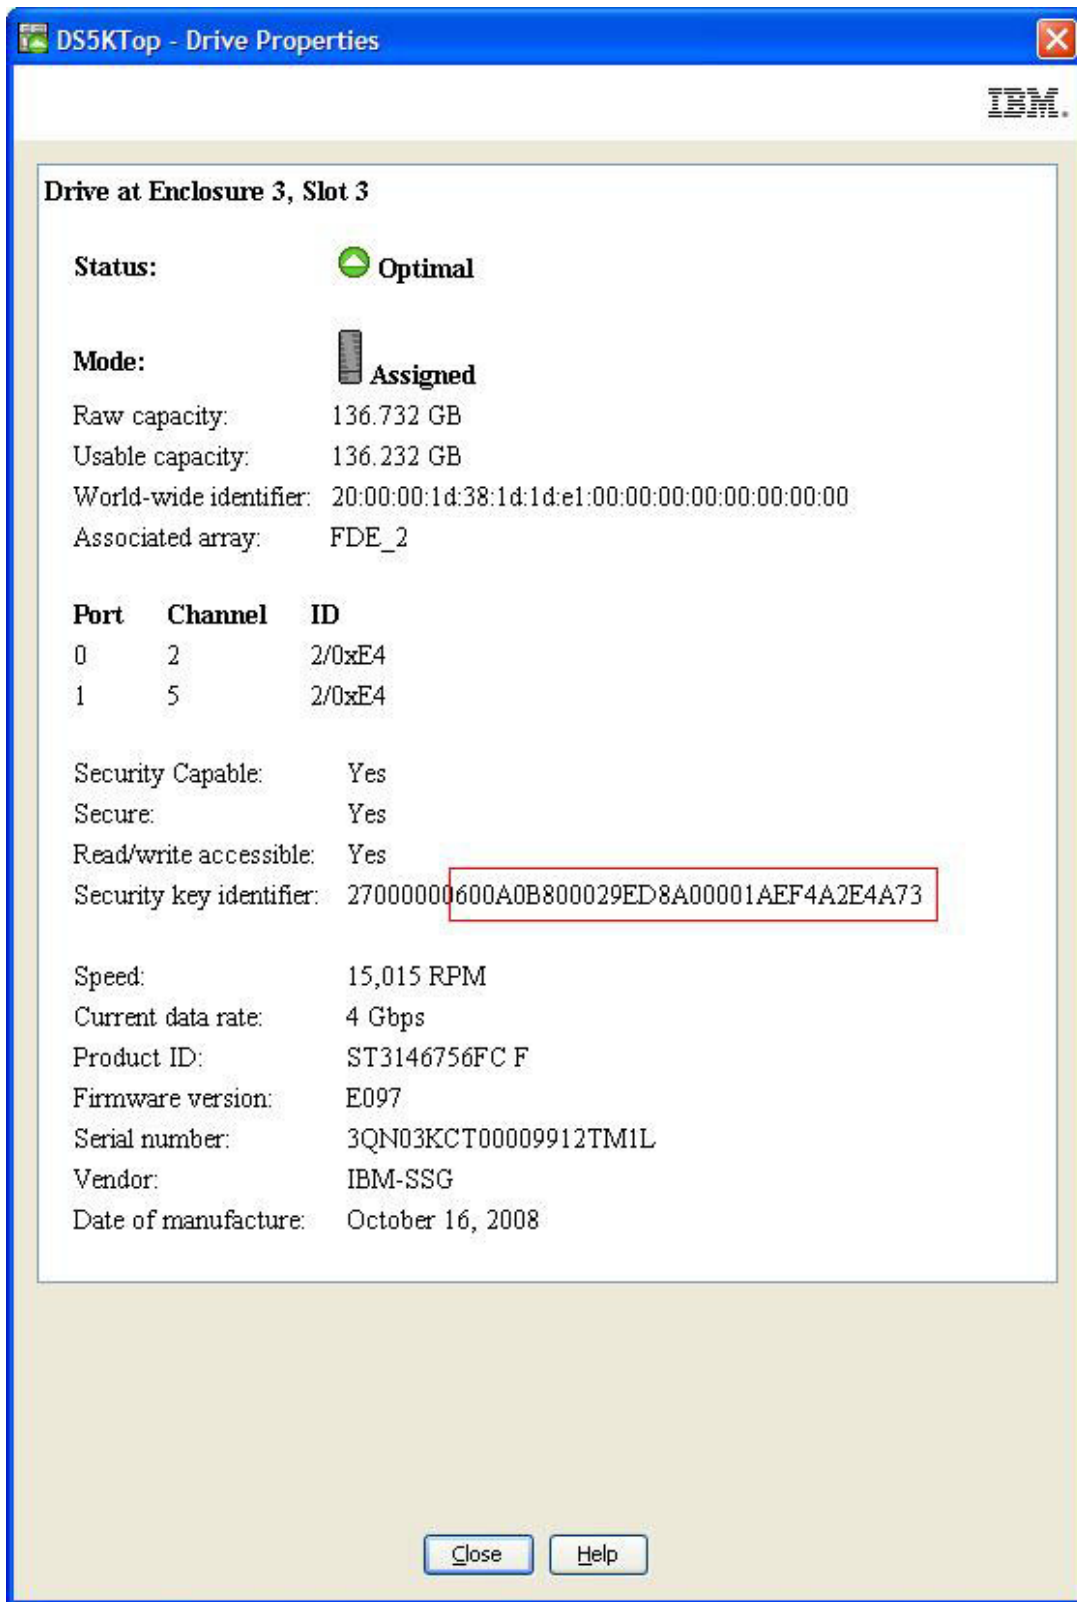 DS5KTop - Drive Properties
IBM.
Drive at Enclosure 3, Slot 3
Status: Optimal
Mode: Assigned
Raw capacity: 136.732 GB
Usable capacity: 136.232 GB
World-wide identifier: 20:00:00:1d:38:1d:1d:e1:00:00:00:00:00:00:00:00
Associated array: FDE_2
Port Channel ID
0 2 2/0xE4
1 5 2/0xE4
Security Capable: Yes
Secure: Yes
Read/write accessible: Yes
Security key identifier: 27000000600A0B800029ED8A00001AEF4A2E4A73
Speed: 15,015 RPM
Current data rate: 4 Gbps
Product ID: ST3146756FC F
Firmware version: E097
Serial number: 3QN03KCT00009912TM1L
Vendor: IBM-SSG
Date of manufacture: October 16, 2008
Close Help